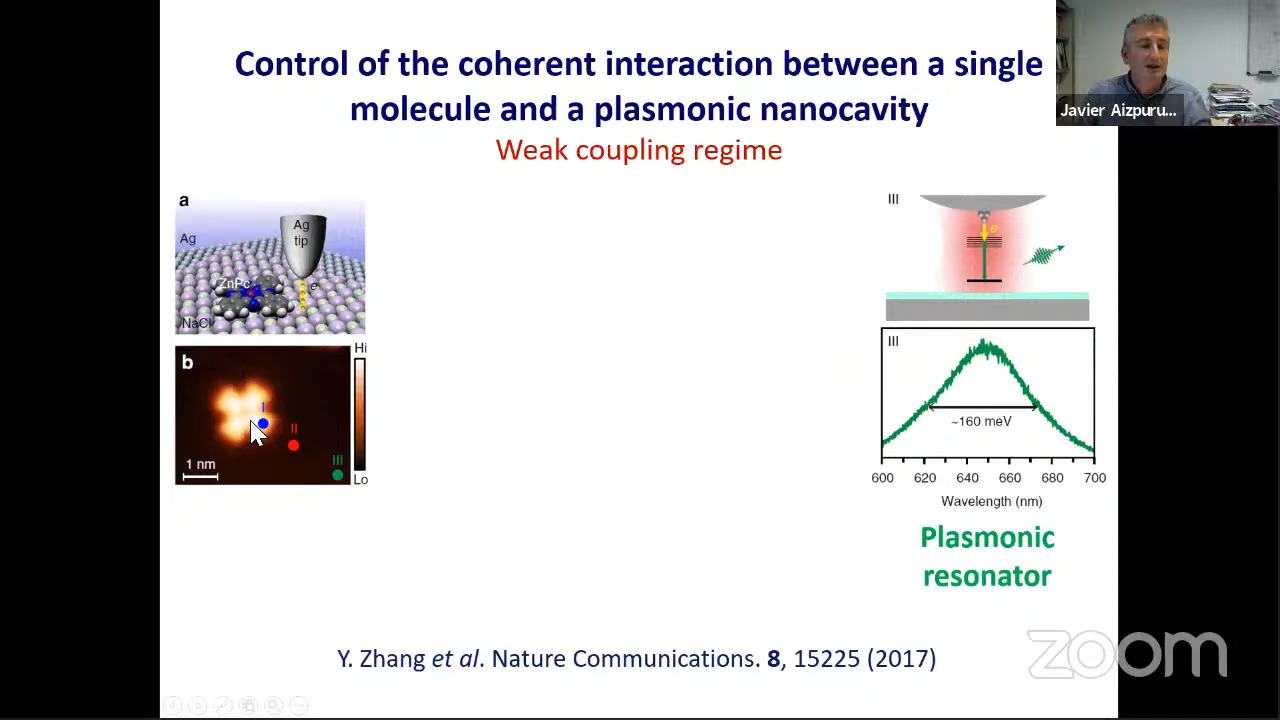 Control of the coherent interaction between a single
molecule and a plasmonic nanocavity
Weak coupling regime
Javier Aizpuru...
a
Ag
Ag
tip
ZnPc
e
NaCl
b
Hi
I
II
III
1 nm
Lo
III
e
III
~160 meV
600 620 640 660 680 700
Wavelength (nm)
Plasmonic
resonator
Y. Zhang et al. Nature Communications. 8, 15225 (2017)
zoom